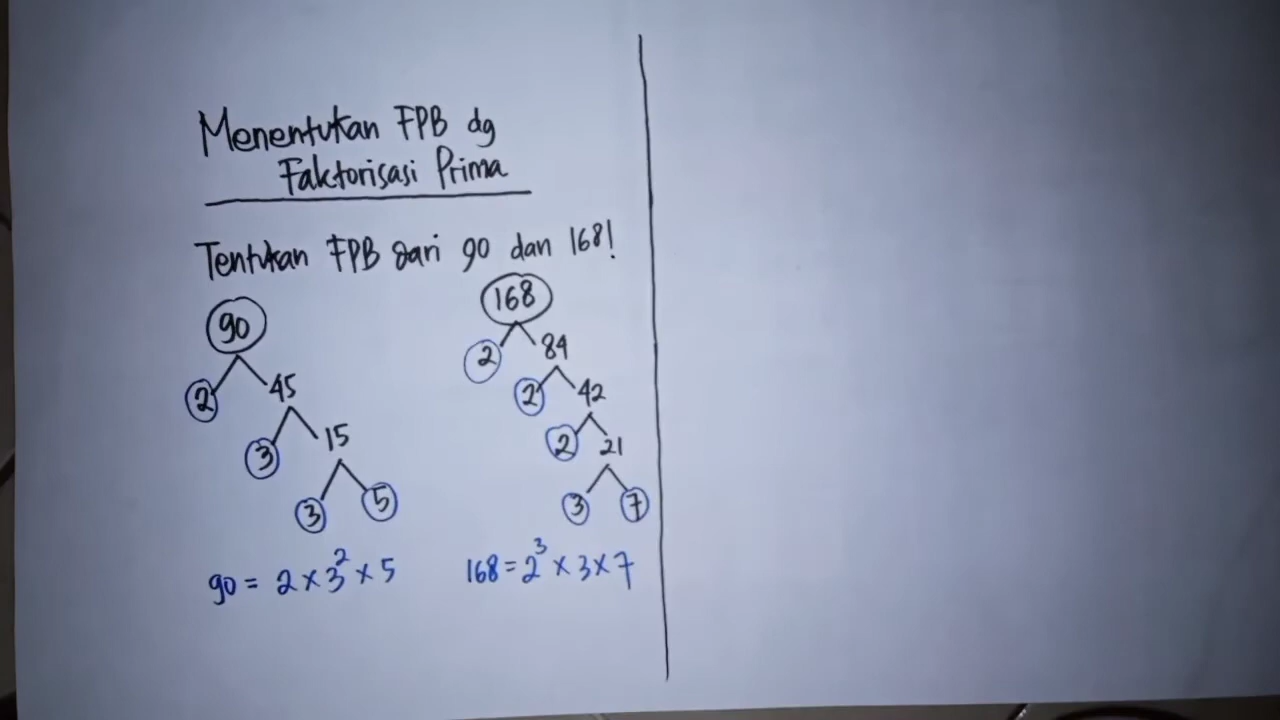 Menentukan FPB dg
Faktorisasi Prima
Tentukan FPB dari 90 dan 168!
90
2 45
3 15
3 5
90 = 2 × 3² × 5
168
2 84
2 42
2 21
3 7
168 = 2³ × 3 × 7